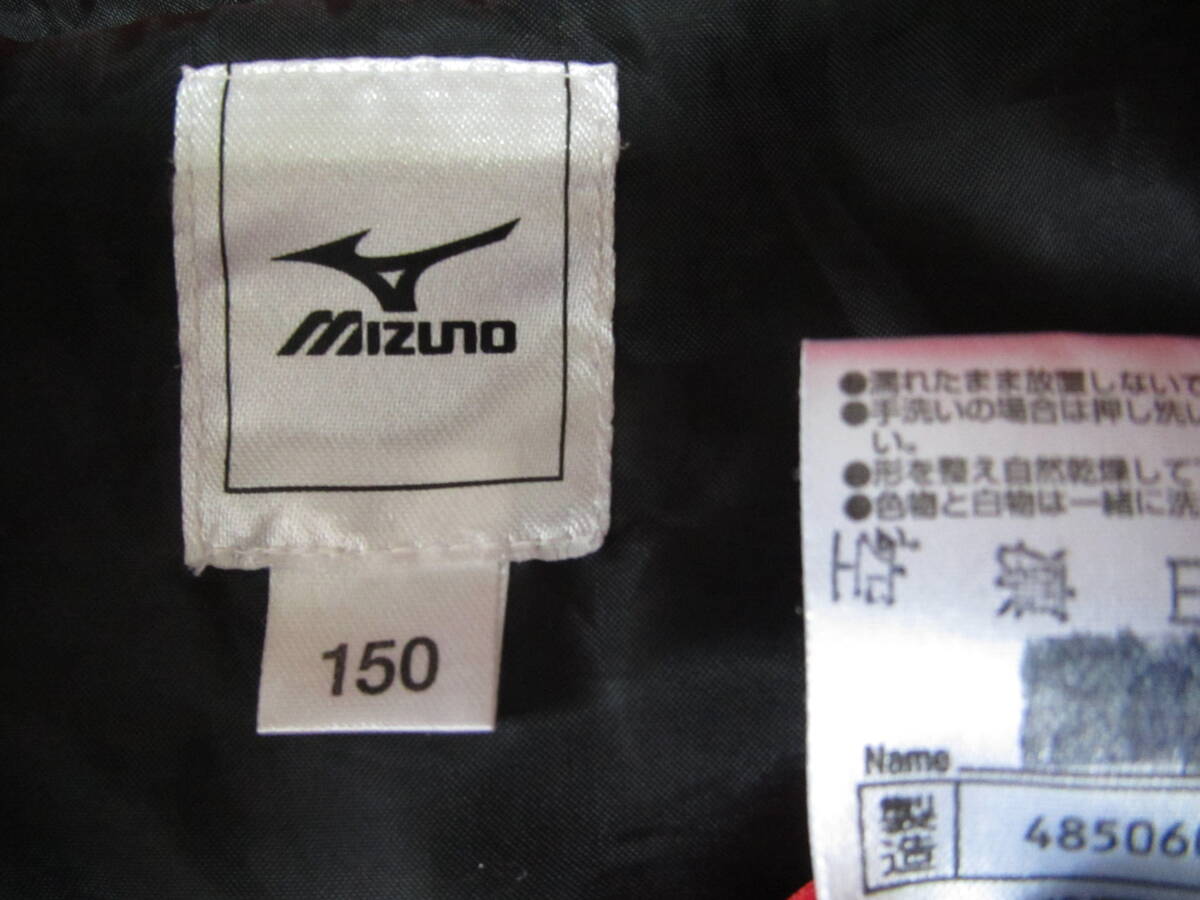 MIZUNO
150
●濡れたまま放置しないで
●手洗いの場合は押し洗い
い。
●形を整え自然乾燥して
●色物と白物は一緒に洗
Name
製造
48506